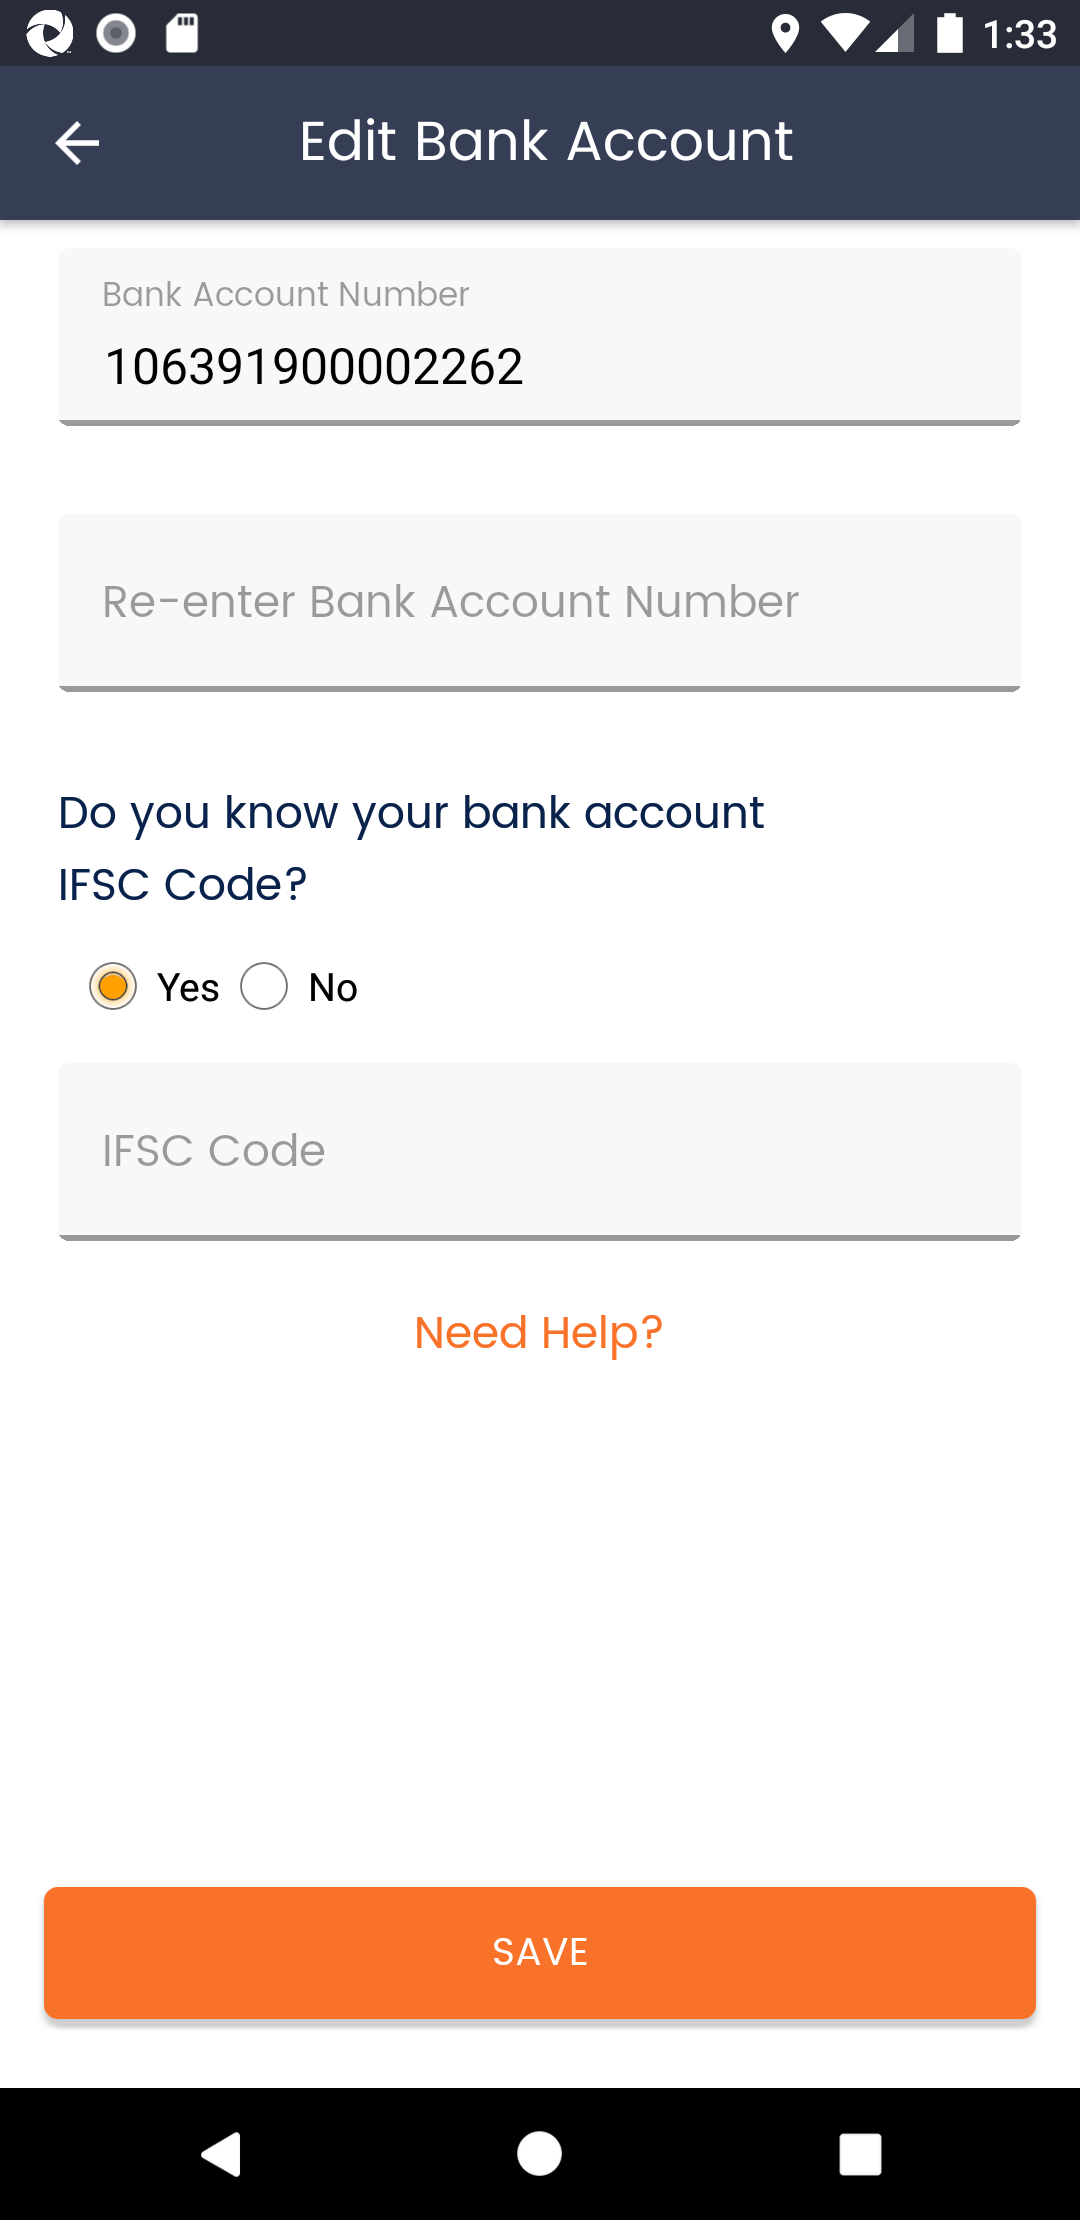 1:33
Edit Bank Account
Bank Account Number
106391900002262
Re-enter Bank Account Number
Do you know your bank account
IFSC Code?
Yes No
IFSC Code
Need Help?
SAVE